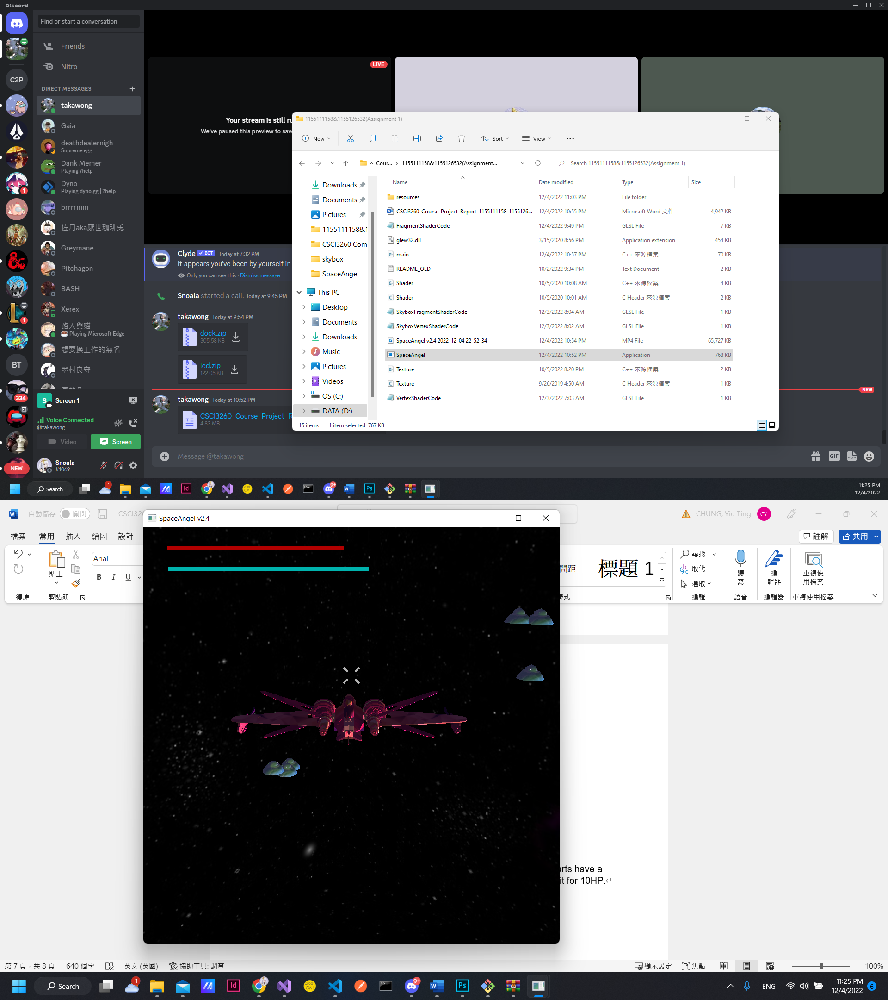 Discord
Find or start a conversation
Friends
Nitro
C2P
DIRECT MESSAGES
takawong
Gaia
deathdealernigh
Supreme egg
Dank Memer
Playing /help
Dyno
Playing dyno.gg | ?help
brrrrmm
佐月aka厭世珈琲兎
Greymane
Pitchagon
BASH
Xerex
路人與貓
Playing Microsoft Edge
想要換工作的無名
墨村良守
1
1
BT
334
NEW
S
Screen 1
Voice Connected
@takawong
Video
Screen
Snoala
#1069
LIVE
Your stream is still ru
We've paused this preview to save
Clyde BOT Today at 7:32 PM
It appears you've been by yourself in
Only you can see this • Dismiss message
Snoala started a call. Today at 9:45 PM
takawong Today at 9:54 PM
dock.zip
305.58 KB
led.zip
122.05 KB
NEW
takawong Today at 10:52 PM
CSCI3260_Course_Project_R
4.83 MB
Message @takawong
GIF
1155111158&1155126532(Assignment 1)
New
Sort
View
« Cour... › 1155111158&1155126532(Assignment...
Search 1155111158&1155126532(Assignment 1)
Downloads
Documents
Pictures
1155111158&1
CSCI3260 Com
skybox
SpaceAngel
This PC
Desktop
Documents
Downloads
Music
Pictures
Videos
OS (C:)
DATA (D:)
Name Date modified Type Size
resources 12/4/2022 11:03 PM File folder
CSCI3260_Course_Project_Report_1155111158_1155126... 12/4/2022 10:55 PM Microsoft Word 文件 4,942 KB
FragmentShaderCode 12/4/2022 9:49 PM GLSL File 7 KB
glew32.dll 3/15/2020 8:56 PM Application extension 454 KB
main 12/4/2022 10:57 PM C++ 來源檔案 70 KB
README_OLD 10/2/2022 9:34 PM Text Document 2 KB
Shader 10/5/2020 10:08 AM C++ 來源檔案 4 KB
Shader 10/5/2020 10:01 AM C Header 來源檔案 2 KB
SkyboxFragmentShaderCode 12/3/2022 8:04 AM GLSL File 1 KB
SkyboxVertexShaderCode 12/3/2022 8:02 AM GLSL File 1 KB
SpaceAngel v2.4 2022-12-04 22-52-34 12/4/2022 10:54 PM MP4 File 65,727 KB
SpaceAngel 12/4/2022 10:52 PM Application 768 KB
Texture 10/5/2022 8:20 PM C++ 來源檔案 2 KB
Texture 9/26/2019 4:50 AM C Header 來源檔案 1 KB
VertexShaderCode 12/3/2022 7:03 AM GLSL File 1 KB
15 items 1 item selected 767 KB
Search
1
Id
9+
Ps
11:25 PM
12/4/2022
自動儲存 關閉 CSCI32
CHUNG, Yiu Ting CY
檔案 常用 插入 繪圖 設計
註解 共用
貼上
復原 剪貼簿
Arial
B I U
間距 標題 1
樣式
尋找
取代
選取
編輯
聽寫
語音
編輯器
編輯器
重複使用檔案
重複使用檔案
SpaceAngel v2.4
arts have a
it for 10HP.
第 7 頁，共 8 頁 640 個字 英文 (英國) 協助工具: 調查
顯示設定 焦點 100%
Search
1
Id
9+
Ps
ENG
11:25 PM
12/4/2022
6